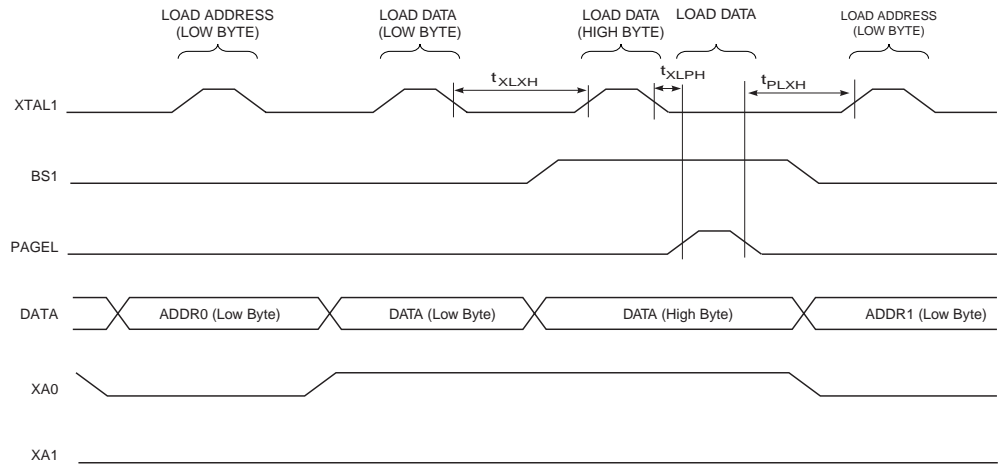 LOAD ADDRESS
(LOW BYTE)
LOAD DATA
(LOW BYTE)
LOAD DATA
(HIGH BYTE)
LOAD DATA
LOAD ADDRESS
(LOW BYTE)
tXLXH
tXLPH
tPLXH
XTAL1
BS1
PAGEL
DATA
ADDR0 (Low Byte)
DATA (Low Byte)
DATA (High Byte)
ADDR1 (Low Byte)
XA0
XA1